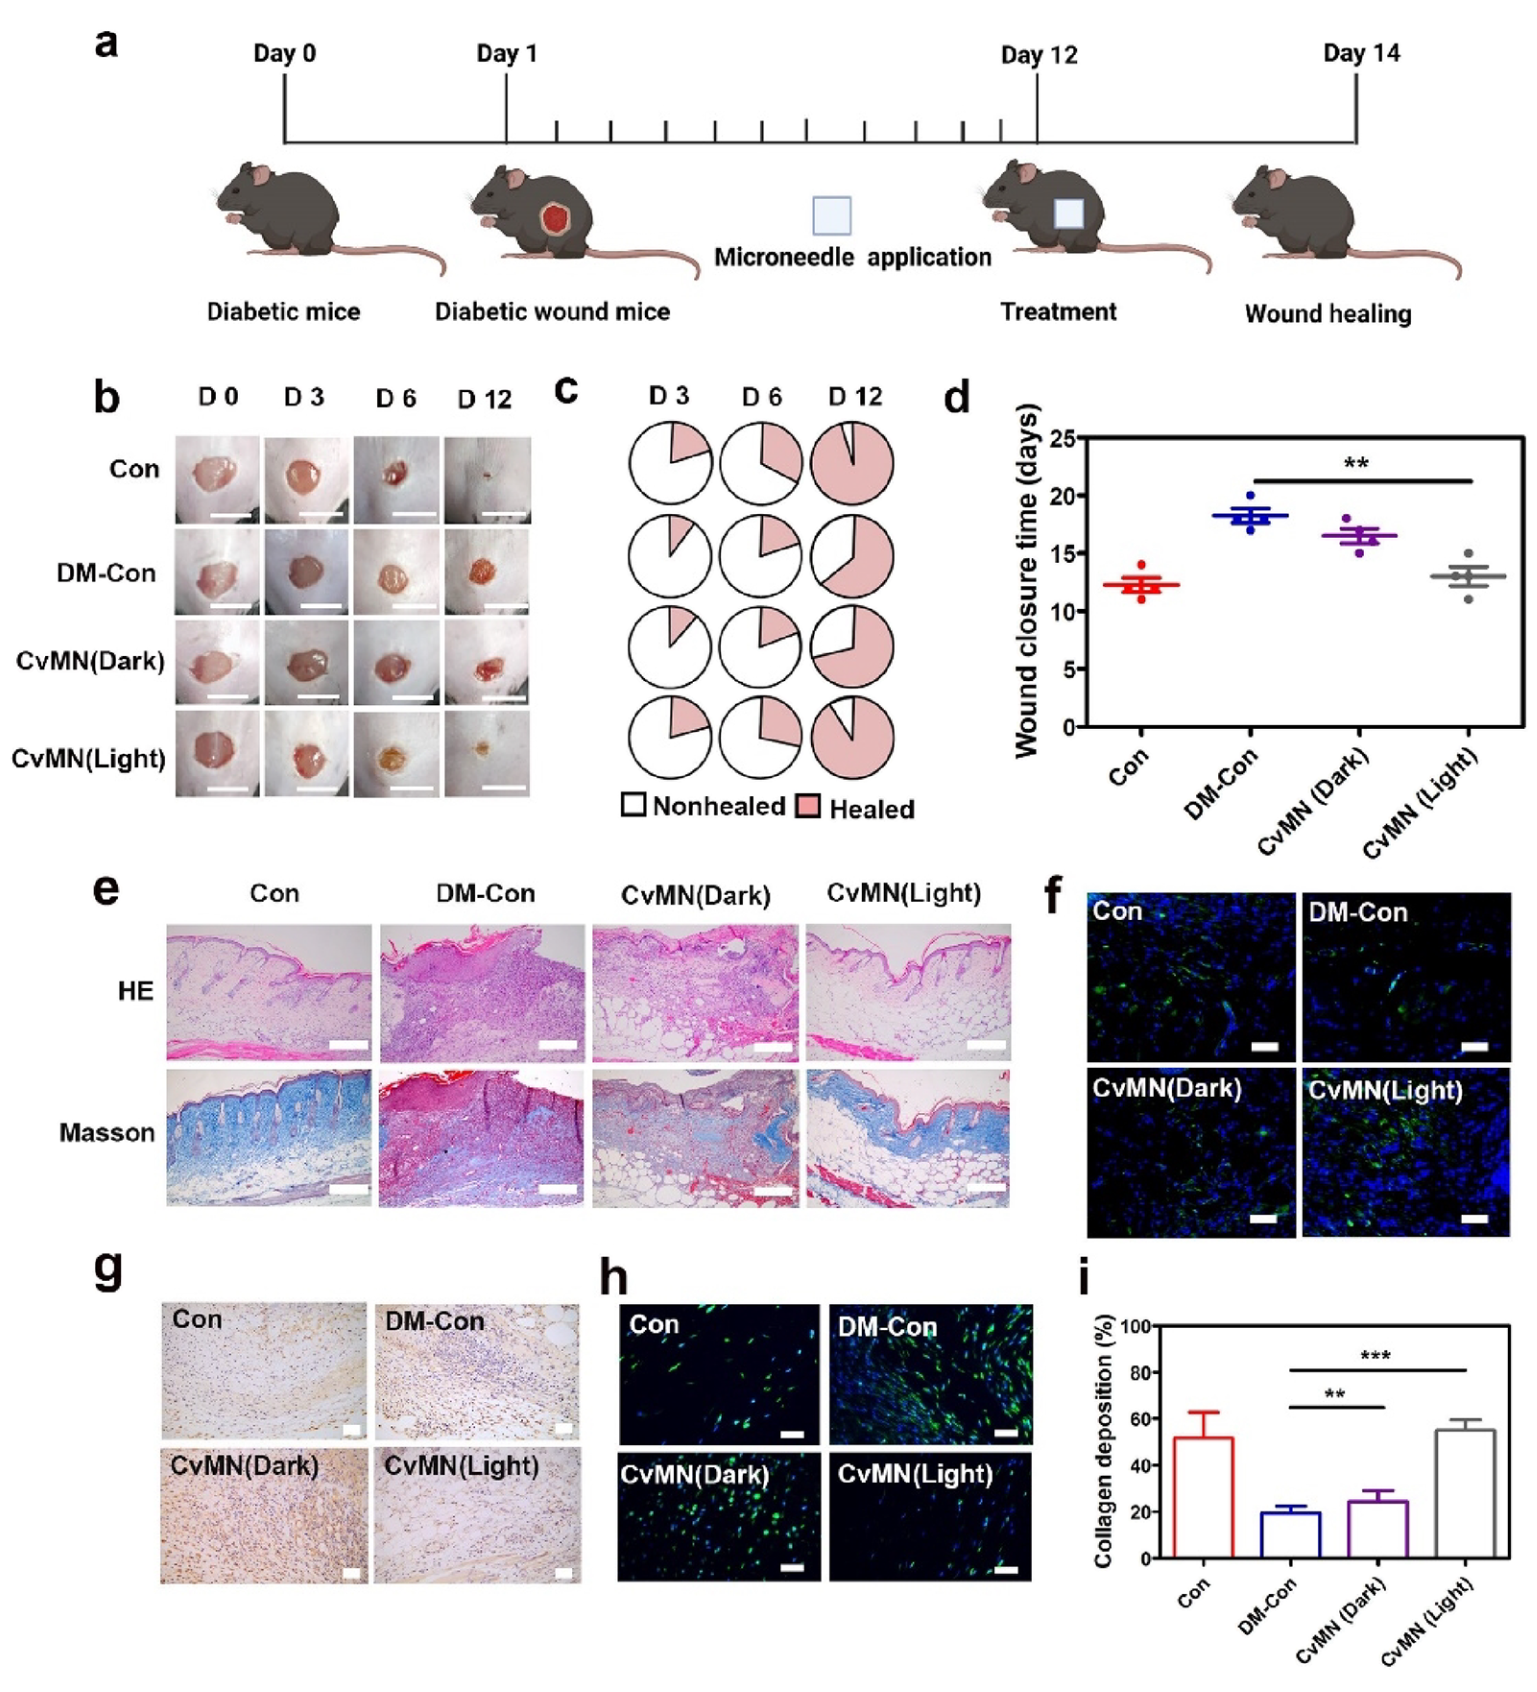 a
Day 0
Day 1
Day 12
Day 14
Microneedle application
Diabetic mice
Diabetic wound mice
Treatment
Wound healing
b
D 0
D 3
D 6
D 12
Con
DM-Con
CvMN(Dark)
CvMN(Light)
c
D 3
D 6
D 12
Nonhealed
Healed
d
Wound closure time (days)
25
20
15
10
5
0
**
Con
DM-Con
CvMN (Dark)
CvMN (Light)
e
Con
DM-Con
CvMN(Dark)
CvMN(Light)
HE
Masson
f
Con
DM-Con
CvMN(Dark)
CvMN(Light)
g
Con
DM-Con
CvMN(Dark)
CvMN(Light)
h
Con
DM-Con
CvMN(Dark)
CvMN(Light)
i
Collagen deposition (%)
100
80
60
40
20
0
***
**
Con
DM-Con
CvMN (Dark)
CvMN (Light)